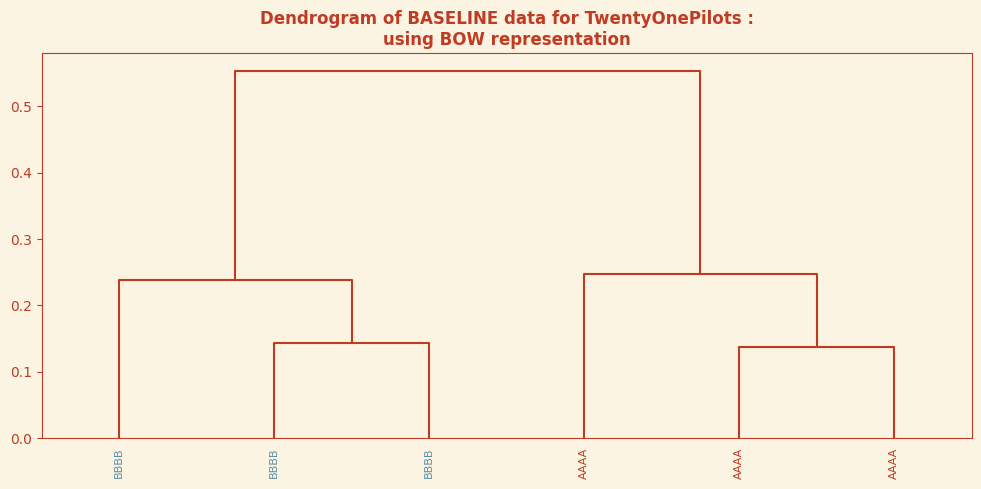 Dendrogram of BASELINE data for TwentyOnePilots :
using BOW representation
0.5
0.4
0.3
0.2
0.1
0.0
BBBB
BBBB
BBBB
AAAA
AAAA
AAAA